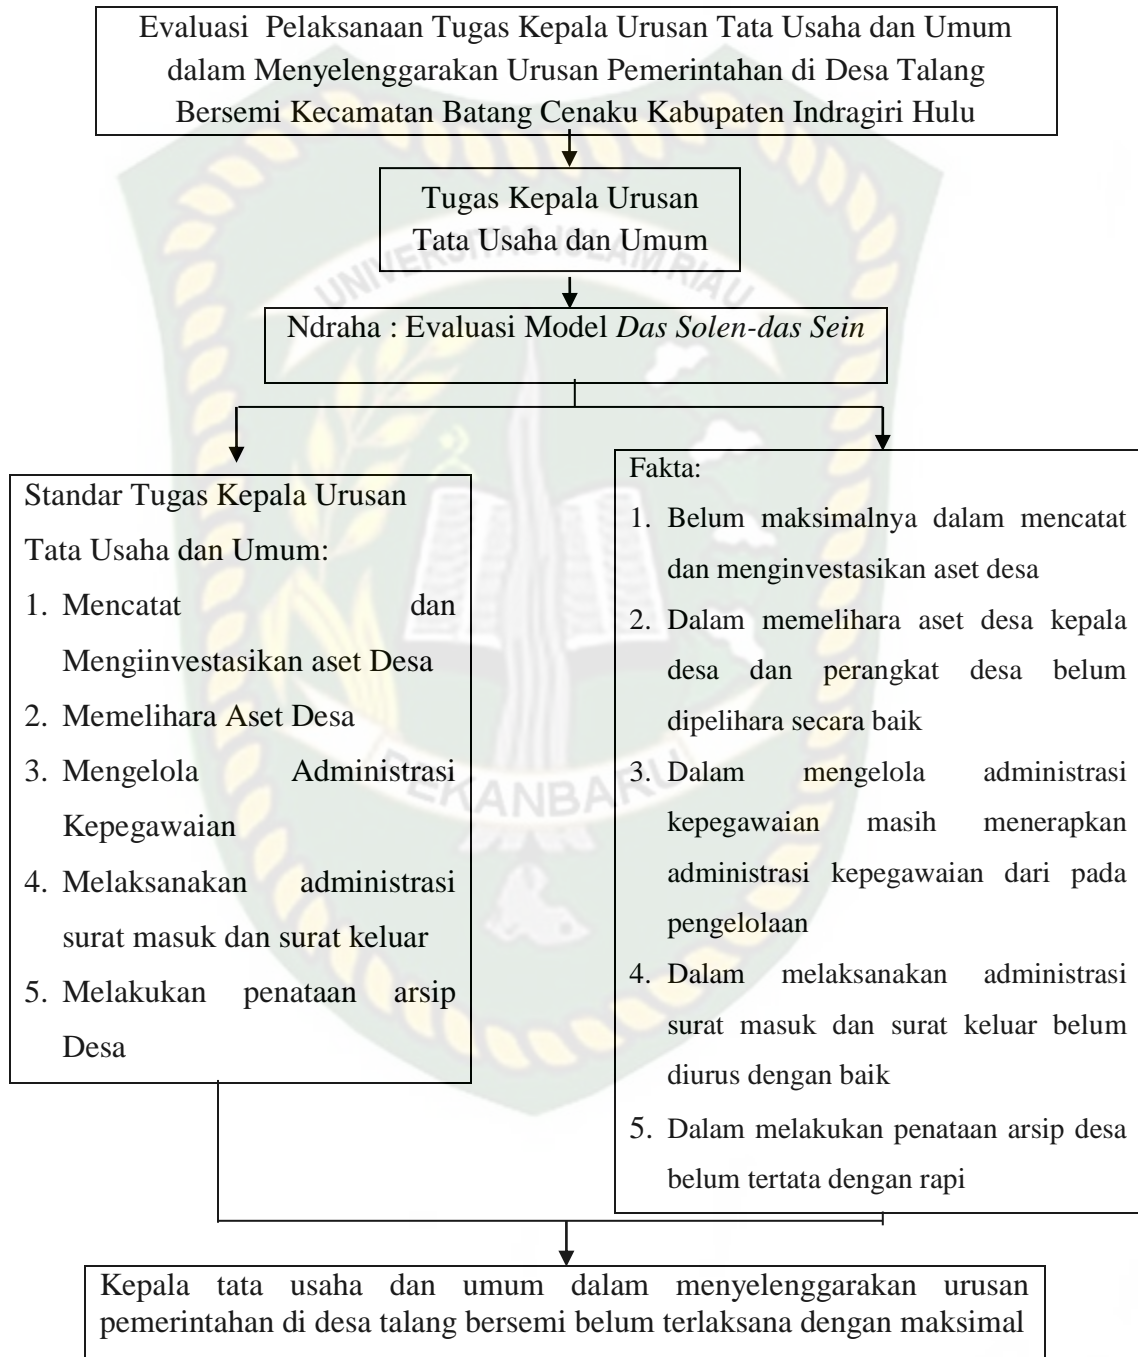 Evaluasi Pelaksanaan Tugas Kepala Urusan Tata Usaha dan Umum
dalam Menyelenggarakan Urusan Pemerintahan di Desa Talang
Bersemi Kecamatan Batang Cenaku Kabupaten Indragiri Hulu
Tugas Kepala Urusan
Tata Usaha dan Umum
UNIVERSITAS ISLAM RIAU
Ndraha : Evaluasi Model Das Solen-das Sein
Standar Tugas Kepala Urusan
Tata Usaha dan Umum:
1. Mencatat dan
Mengiinvestasikan aset Desa
2. Memelihara Aset Desa
3. Mengelola Administrasi
Kepegawaian
4. Melaksanakan administrasi
surat masuk dan surat keluar
5. Melakukan penataan arsip
Desa
PEKANBARU
Fakta:
1. Belum maksimalnya dalam mencatat
dan menginvestasikan aset desa
2. Dalam memelihara aset desa kepala
desa dan perangkat desa belum
dipelihara secara baik
3. Dalam mengelola administrasi
kepegawaian masih menerapkan
administrasi kepegawaian dari pada
pengelolaan
4. Dalam melaksanakan administrasi
surat masuk dan surat keluar belum
diurus dengan baik
5. Dalam melakukan penataan arsip desa
belum tertata dengan rapi
Kepala tata usaha dan umum dalam menyelenggarakan urusan
pemerintahan di desa talang bersemi belum terlaksana dengan maksimal